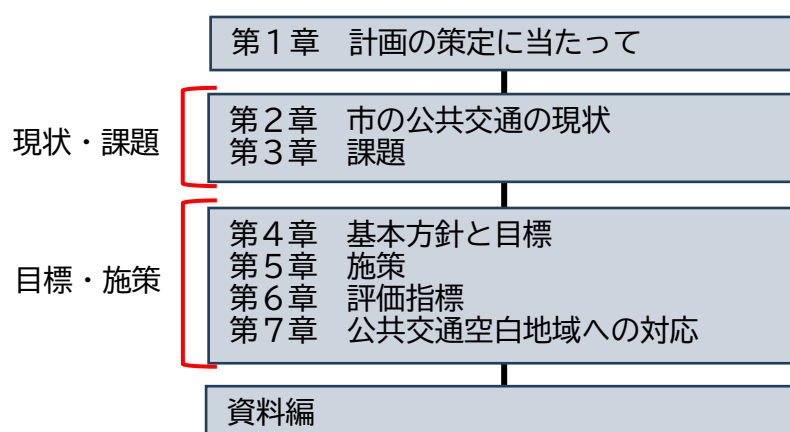 第１章　計画の策定に当たって
現状・課題
第２章　市の公共交通の現状
第３章　課題
目標・施策
第４章　基本方針と目標
第５章　施策
第６章　評価指標
第７章　公共交通空白地域への対応
資料編